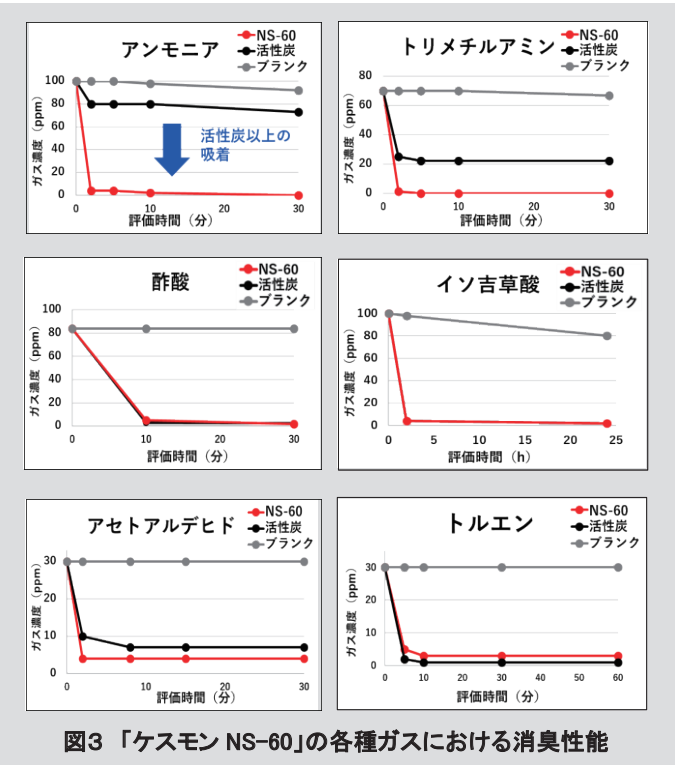 アンモニア
NS-60
活性炭
ブランク
ガス濃度（ppm）
100
80
60
40
20
0
活性炭以上の
吸着
0
10
20
30
評価時間（分）
トリメチルアミン
NS-60
活性炭
ブランク
ガス濃度（ppm）
80
60
40
20
0
0
10
20
30
評価時間（分）
酢酸
NS-60
活性炭
ブランク
ガス濃度（ppm）
100
80
60
40
20
0
0
10
20
30
評価時間（分）
イソ吉草酸
NS-60
活性炭
ブランク
ガス濃度（ppm）
100
80
60
40
20
0
0
5
10
15
20
25
評価時間（h）
アセトアルデヒド
NS-60
活性炭
ブランク
ガス濃度（ppm）
30
20
10
0
0
10
20
30
評価時間（分）
トルエン
NS-60
活性炭
ブランク
ガス濃度（ppm）
30
20
10
0
0
10
20
30
40
50
60
評価時間（分）
図３ 「ケスモン NS-60」の各種ガスにおける消臭性能